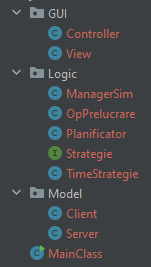 GUI
Controller
View
Logic
ManagerSim
OpPrelucrare
Planificator
Strategie
TimeStrategie
Model
Client
Server
MainClass